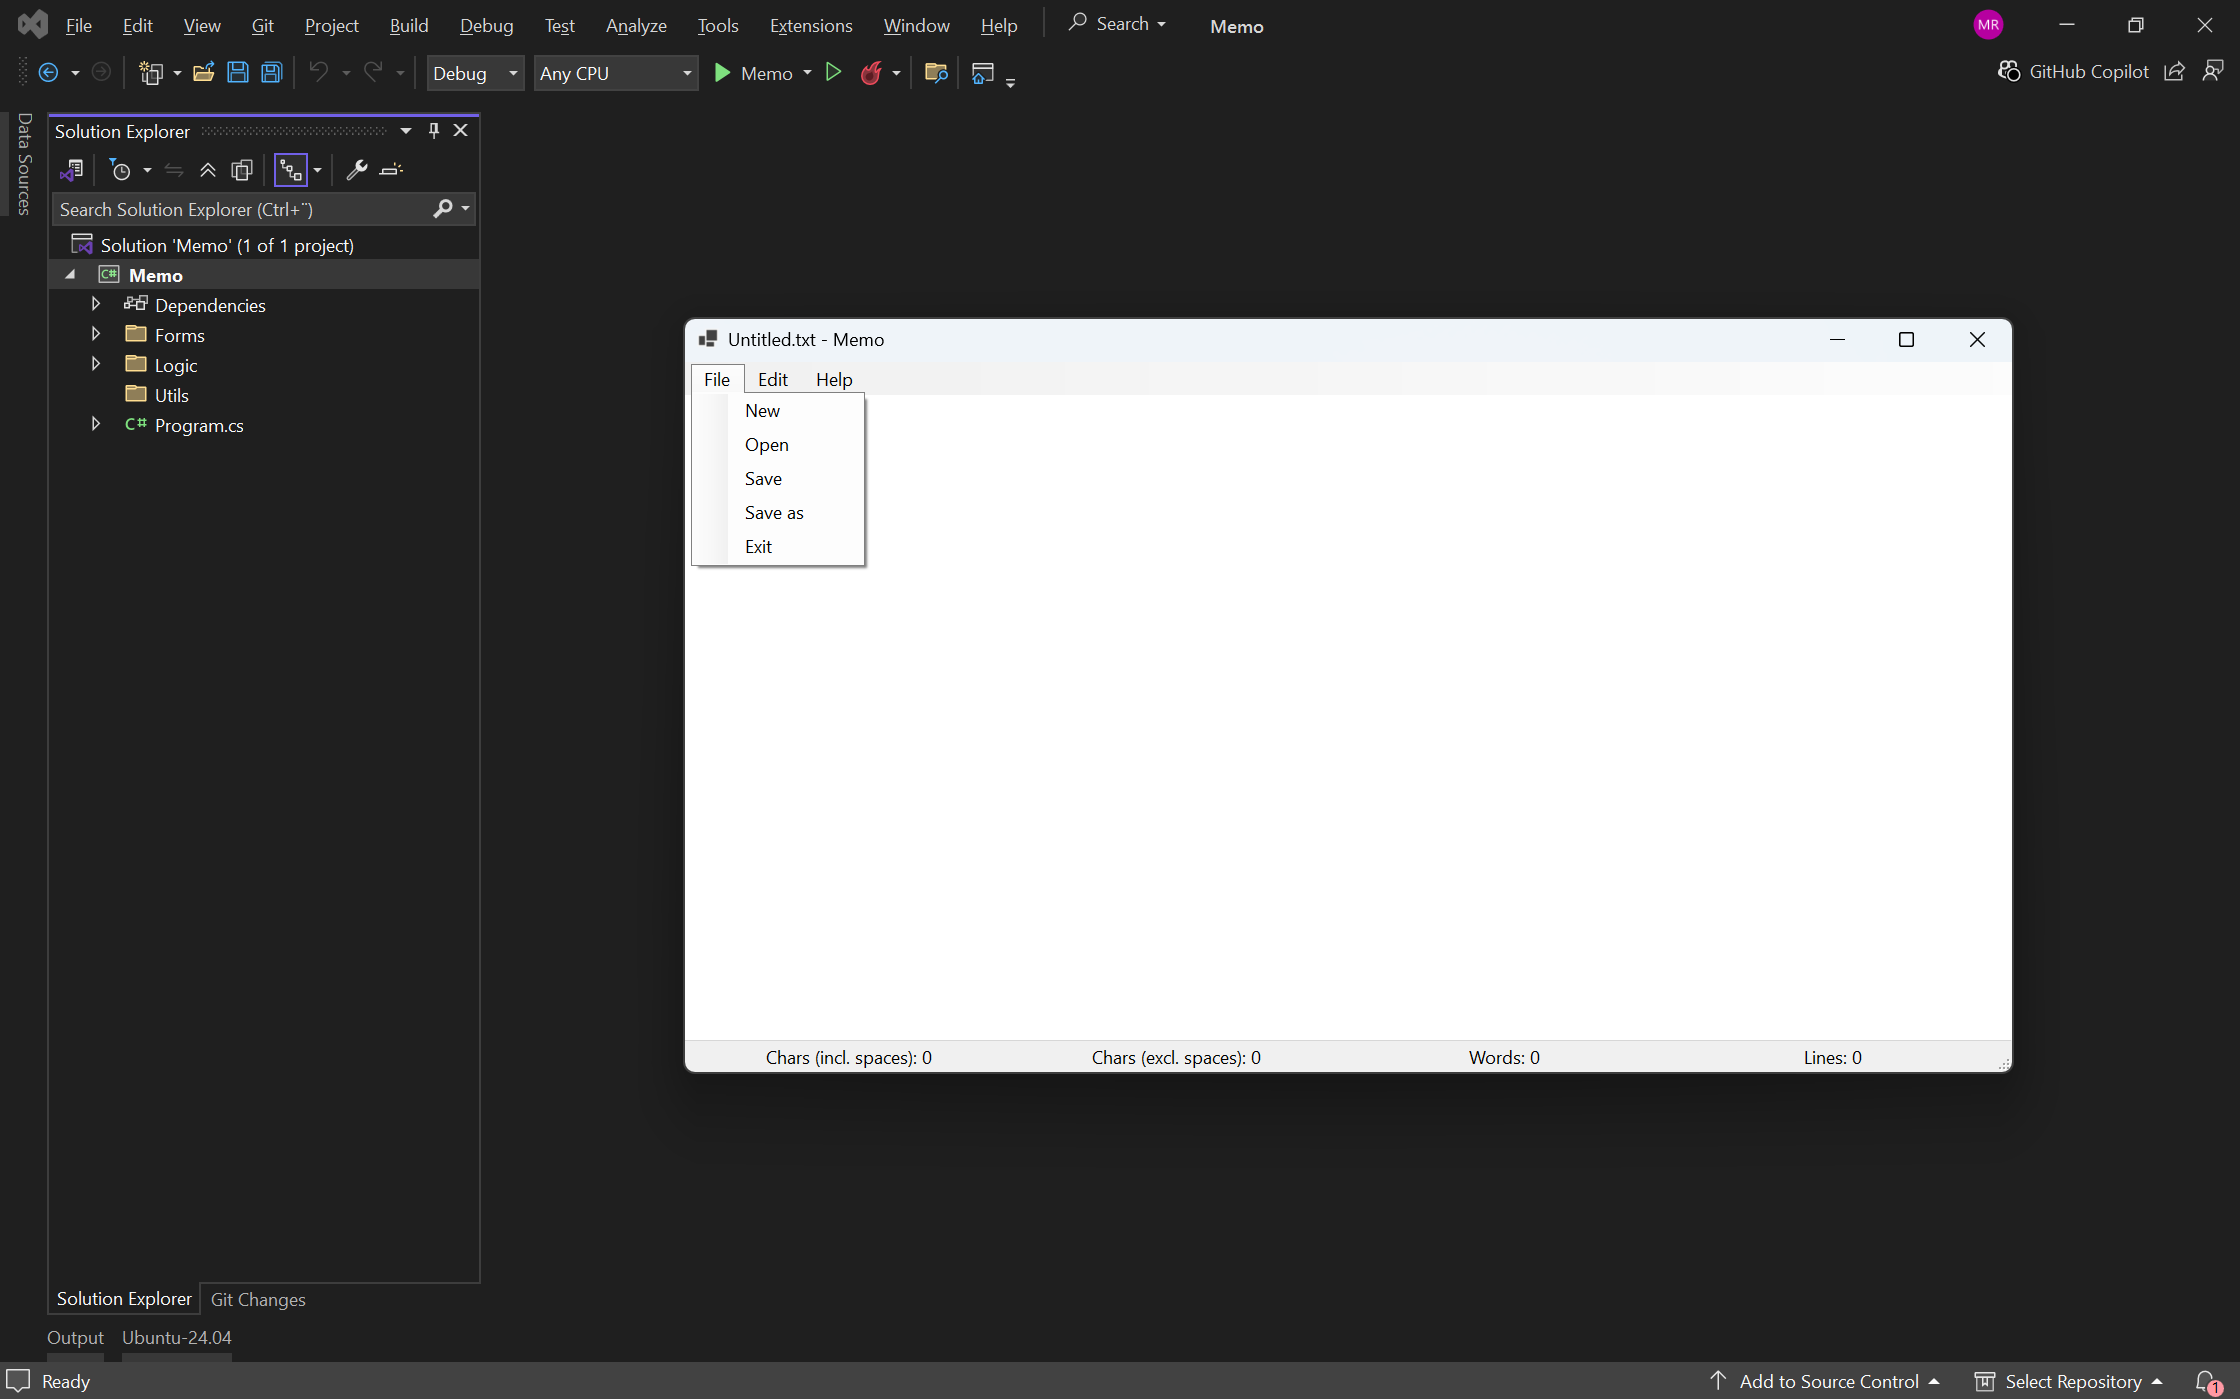 File Edit View Git Project Build Debug Test Analyze Tools Extensions Window Help Search Memo MR
Debug Any CPU Memo GitHub Copilot
Data Sources
Solution Explorer
Search Solution Explorer (Ctrl+¨)
Solution 'Memo' (1 of 1 project)
C# Memo
Dependencies
Forms
Logic
Utils
C# Program.cs
Untitled.txt - Memo
File Edit Help
New
Open
Save
Save as
Exit
Chars (incl. spaces): 0 Chars (excl. spaces): 0 Words: 0 Lines: 0
Solution Explorer Git Changes
Output Ubuntu-24.04
Ready Add to Source Control Select Repository 1